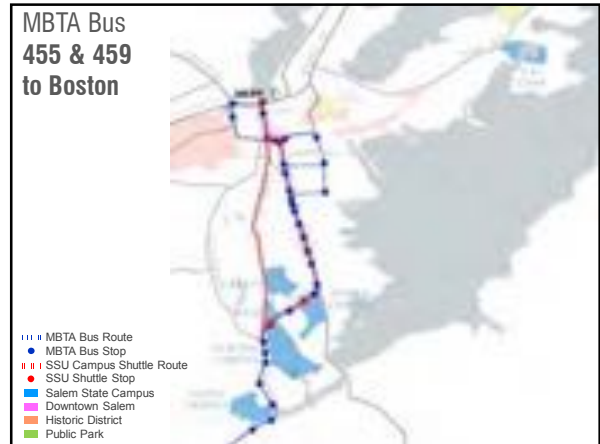 MBTA Bus
455 & 459
to Boston
MBTA Bus Route
MBTA Bus Stop
SSU Campus Shuttle Route
SSU Shuttle Stop
Salem State Campus
Downtown Salem
Historic District
Public Park